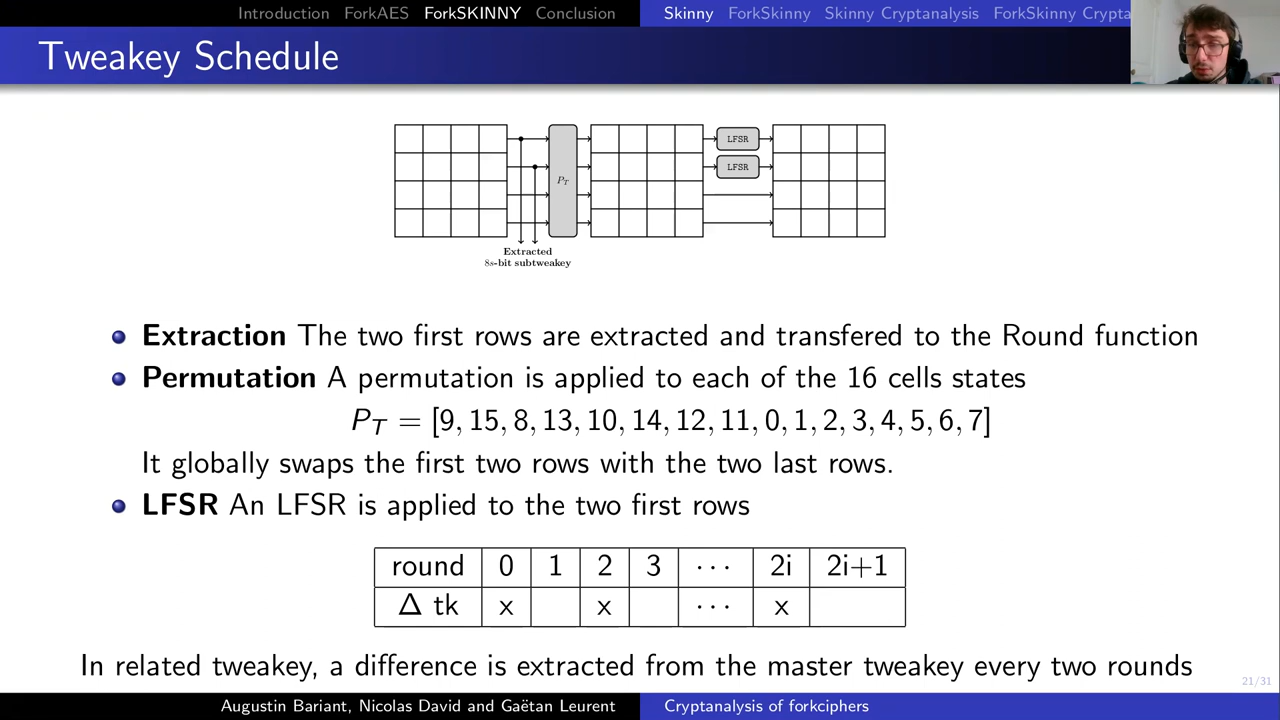 Introduction ForkAES ForkSKINNY Conclusion Skinny ForkSkinny Skinny Cryptanalysis ForkSkinny Crypta
Tweakey Schedule
P_T
LFSR
LFSR
Extracted
8s-bit subtweakey
Extraction The two first rows are extracted and transfered to the Round function
Permutation A permutation is applied to each of the 16 cells states
P_T = [9, 15, 8, 13, 10, 14, 12, 11, 0, 1, 2, 3, 4, 5, 6, 7]
It globally swaps the first two rows with the two last rows.
LFSR An LFSR is applied to the two first rows
round 0 1 2 3 ··· 2i 2i+1
Δ tk x x ··· x
In related tweakey, a difference is extracted from the master tweakey every two rounds
21/31
Augustin Bariant, Nicolas David and Gaëtan Leurent Cryptanalysis of forkciphers